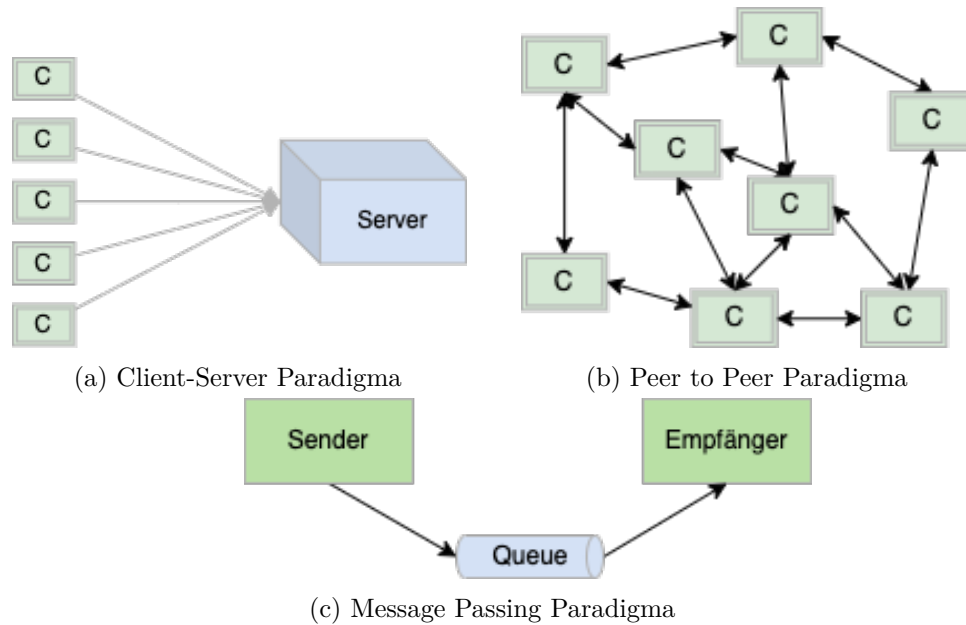 C
C
C
C
C
Server
(a) Client-Server Paradigma
C
C
C
C
C
C
C
C
(b) Peer to Peer Paradigma
Sender
Empfänger
Queue
(c) Message Passing Paradigma